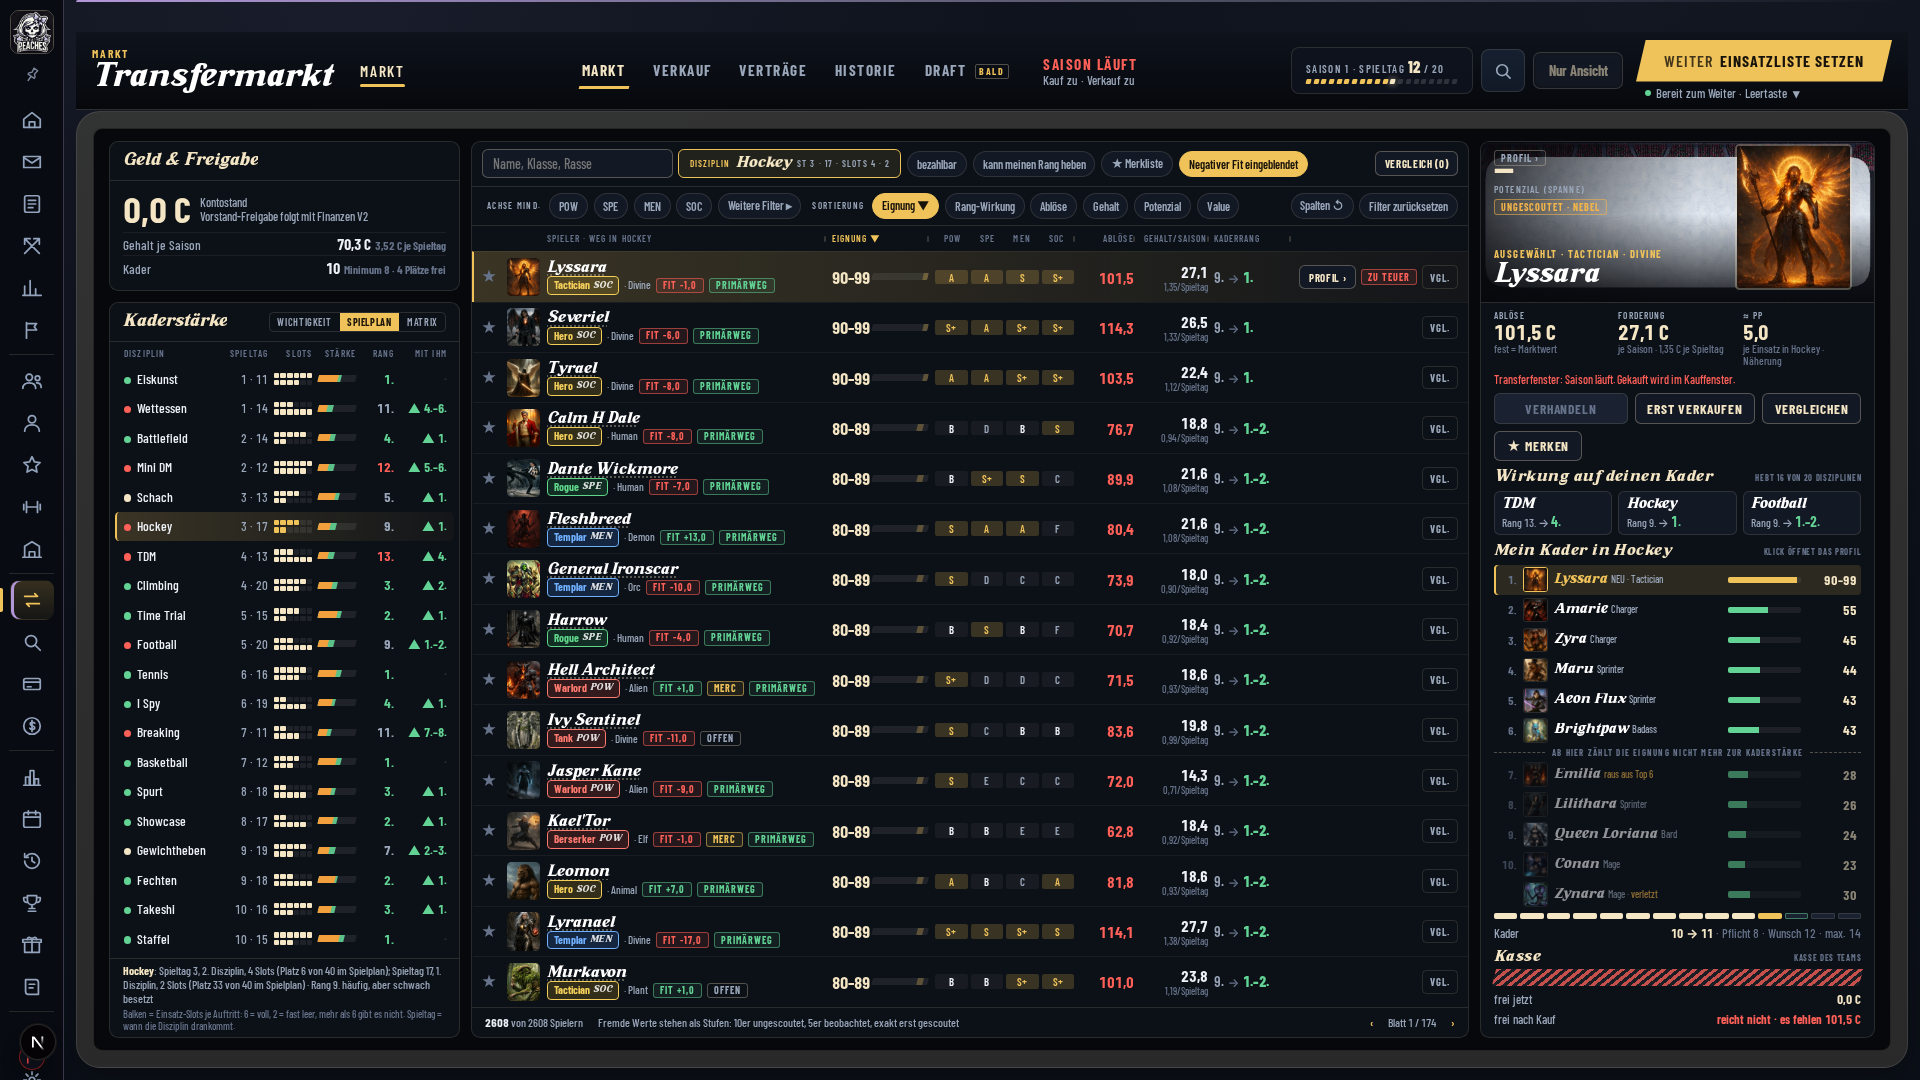 MARKT
Transfermarkt
MARKT
MARKT VERKAUF VERTRÄGE HISTORIE DRAFT BALD
SAISON LÄUFT
Kauf zu · Verkauf zu
SAISON 1 · SPIELTAG 12 / 20
Nur Ansicht
WEITER EINSATZLISTE SETZEN
Bereit zum Weiter · Leertaste ▼
Geld & Freigabe
0,0 C Kontostand
Vorstand-Freigabe folgt mit Finanzen V2
Gehalt je Saison 70,3 C 3,52 C je Spieltag
Kader 10 Minimum 8 · 4 Plätze frei
Kaderstärke WICHTIGKEIT SPIELPLAN MATRIX
DISZIPLIN SPIELTAG SLOTS STÄRKE RANG MIT IHM
Eiskunst 1 · 11 1. ·
Wettessen 1 · 14 11. ▲ 4.-6.
Battlefield 2 · 14 4. ▲ 1.
Mini DM 2 · 12 12. ▲ 5.-6.
Schach 3 · 13 5. ▲ 1.
Hockey 3 · 17 9. ▲ 1.
TDM 4 · 13 13. ▲ 4.
Climbing 4 · 20 3. ▲ 2.
Time Trial 5 · 15 2. ▲ 1.
Football 5 · 20 9. ▲ 1.-2.
Tennis 6 · 16 1. ·
I Spy 6 · 19 4. ▲ 1.
Breaking 7 · 11 11. ▲ 7.-8.
Basketball 7 · 12 1. ·
Spurt 8 · 18 3. ▲ 1.
Showcase 8 · 17 2. ▲ 1.
Gewichtheben 9 · 19 7. ▲ 2.-3.
Fechten 9 · 18 2. ▲ 1.
Takeshi 10 · 16 3. ▲ 1.
Staffel 10 · 15 1. ·
Hockey: Spieltag 3, 2. Disziplin, 4 Slots (Platz 6 von 40 im Spielplan); Spieltag 17, 1.
Disziplin, 2 Slots (Platz 33 von 40 im Spielplan) · Rang 9. häufig, aber schwach
besetzt
Balken = Einsatz-Slots je Auftritt: 6 = voll, 2 = fast leer, mehr als 6 gibt es nicht. Spieltag =
wann die Disziplin drankommt.
Name, Klasse, Rasse
DISZIPLIN Hockey ST 3 · 17 · SLOTS 4 · 2
bezahlbar kann meinen Rang heben ★ Merkliste Negativer Fit eingeblendet VERGLEICH (0)
ACHSE MIND. POW SPE MEN SOC Weitere Filter ▸ SORTIERUNG Eignung ▼ Rang-Wirkung Ablöse Gehalt Potenzial Value Spalten ↺ Filter zurücksetzen
SPIELER · WEG IN HOCKEY EIGNUNG ▼ POW SPE MEN SOC ABLÖSE GEHALT/SAISON KADERRANG
Lyssara
Tactician SOC · Divine FIT -1,0 PRIMÄRWEG 90-99 A A S S+ 101,5 27,1 1,35/Spieltag 9. → 1. PROFIL › ZU TEUER VGL.
Severiel
Hero SOC · Divine FIT -6,0 PRIMÄRWEG 90-99 S+ A S+ S+ 114,3 26,5 1,33/Spieltag 9. → 1. VGL.
Tyrael
Hero SOC · Divine FIT -8,0 PRIMÄRWEG 90-99 A A S+ S+ 103,5 22,4 1,12/Spieltag 9. → 1. VGL.
Calm H Dale
Hero SOC · Human FIT -8,0 PRIMÄRWEG 80-89 B D B S 76,7 18,8 0,94/Spieltag 9. → 1.-2. VGL.
Dante Wickmore
Rogue SPE · Human FIT -7,0 PRIMÄRWEG 80-89 B S+ S C 89,9 21,6 1,08/Spieltag 9. → 1.-2. VGL.
Fleshbreed
Templar MEN · Demon FIT +13,0 PRIMÄRWEG 80-89 S A A F 80,4 21,6 1,08/Spieltag 9. → 1.-2. VGL.
General Ironscar
Templar MEN · Orc FIT -10,0 PRIMÄRWEG 80-89 S D C C 73,9 18,0 0,90/Spieltag 9. → 1.-2. VGL.
Harrow
Rogue SPE · Human FIT -4,0 PRIMÄRWEG 80-89 B S B F 70,7 18,4 0,92/Spieltag 9. → 1.-2. VGL.
Hell Architect
Warlord POW · Alien FIT +1,0 MERC PRIMÄRWEG 80-89 S+ D D C 71,5 18,6 0,93/Spieltag 9. → 1.-2. VGL.
Ivy Sentinel
Tank POW · Divine FIT -11,0 OFFEN 80-89 S C B B 83,6 19,8 0,99/Spieltag 9. → 1.-2. VGL.
Jasper Kane
Warlord POW · Alien FIT -9,0 PRIMÄRWEG 80-89 S E C C 72,0 14,3 0,71/Spieltag 9. → 1.-2. VGL.
Kael'Tor
Berserker POW · Elf FIT -1,0 MERC PRIMÄRWEG 80-89 B B E E 62,8 18,4 0,92/Spieltag 9. → 1.-2. VGL.
Leomon
Hero SOC · Animal FIT +7,0 PRIMÄRWEG 80-89 A B C A 81,8 18,6 0,93/Spieltag 9. → 1.-2. VGL.
Lyranael
Templar MEN · Divine FIT -17,0 PRIMÄRWEG 80-89 S+ S S S+ 114,1 27,7 1,38/Spieltag 9. → 1.-2. VGL.
Murkavon
Tactician SOC · Plant FIT +1,0 OFFEN 80-89 B B S+ S+ 101,0 23,8 1,19/Spieltag 9. → 1.-2. VGL.
2608 von 2608 Spielern Fremde Werte stehen als Stufen: 10er ungescoutet, 5er beobachtet, exakt erst gescoutet ‹ Blatt 1 / 174 ›
PROFIL ›
POTENZIAL (SPANNE)
UNGESCOUTET · NEBEL
AUSGEWÄHLT · TACTICIAN · DIVINE
Lyssara
ABLÖSE FORDERUNG ≈ PP
101,5 C 27,1 C 5,0
fest = Marktwert je Saison · 1,35 C je Spieltag je Einsatz in Hockey ·
Näherung
Transferfenster: Saison läuft. Gekauft wird im Kauffenster.
VERHANDELN ERST VERKAUFEN VERGLEICHEN
★ MERKEN
Wirkung auf deinen Kader HEBT 16 VON 20 DISZIPLINEN
TDM Hockey Football
Rang 13. → 4. Rang 9. → 1. Rang 9. → 1.-2.
Mein Kader in Hockey KLICK ÖFFNET DAS PROFIL
1. Lyssara NEU · Tactician 90-99
2. Amarie Charger 55
3. Zyra Charger 45
4. Maru Sprinter 44
5. Aeon Flux Sprinter 43
6. Brightpaw Badass 43
AB HIER ZÄHLT DIE EIGNUNG NICHT MEHR ZUR KADERSTÄRKE
7. Emilia raus aus Top 6 28
8. Lilithara Sprinter 26
9. Queen Loriana Bard 24
10. Conan Mage 23
Zynara Mage · verletzt 30
Kader 10 → 11 · Pflicht 8 · Wunsch 12 · max. 14
Kasse KASSE DES TEAMS
frei jetzt 0,0 C
frei nach Kauf reicht nicht · es fehlen 101,5 C